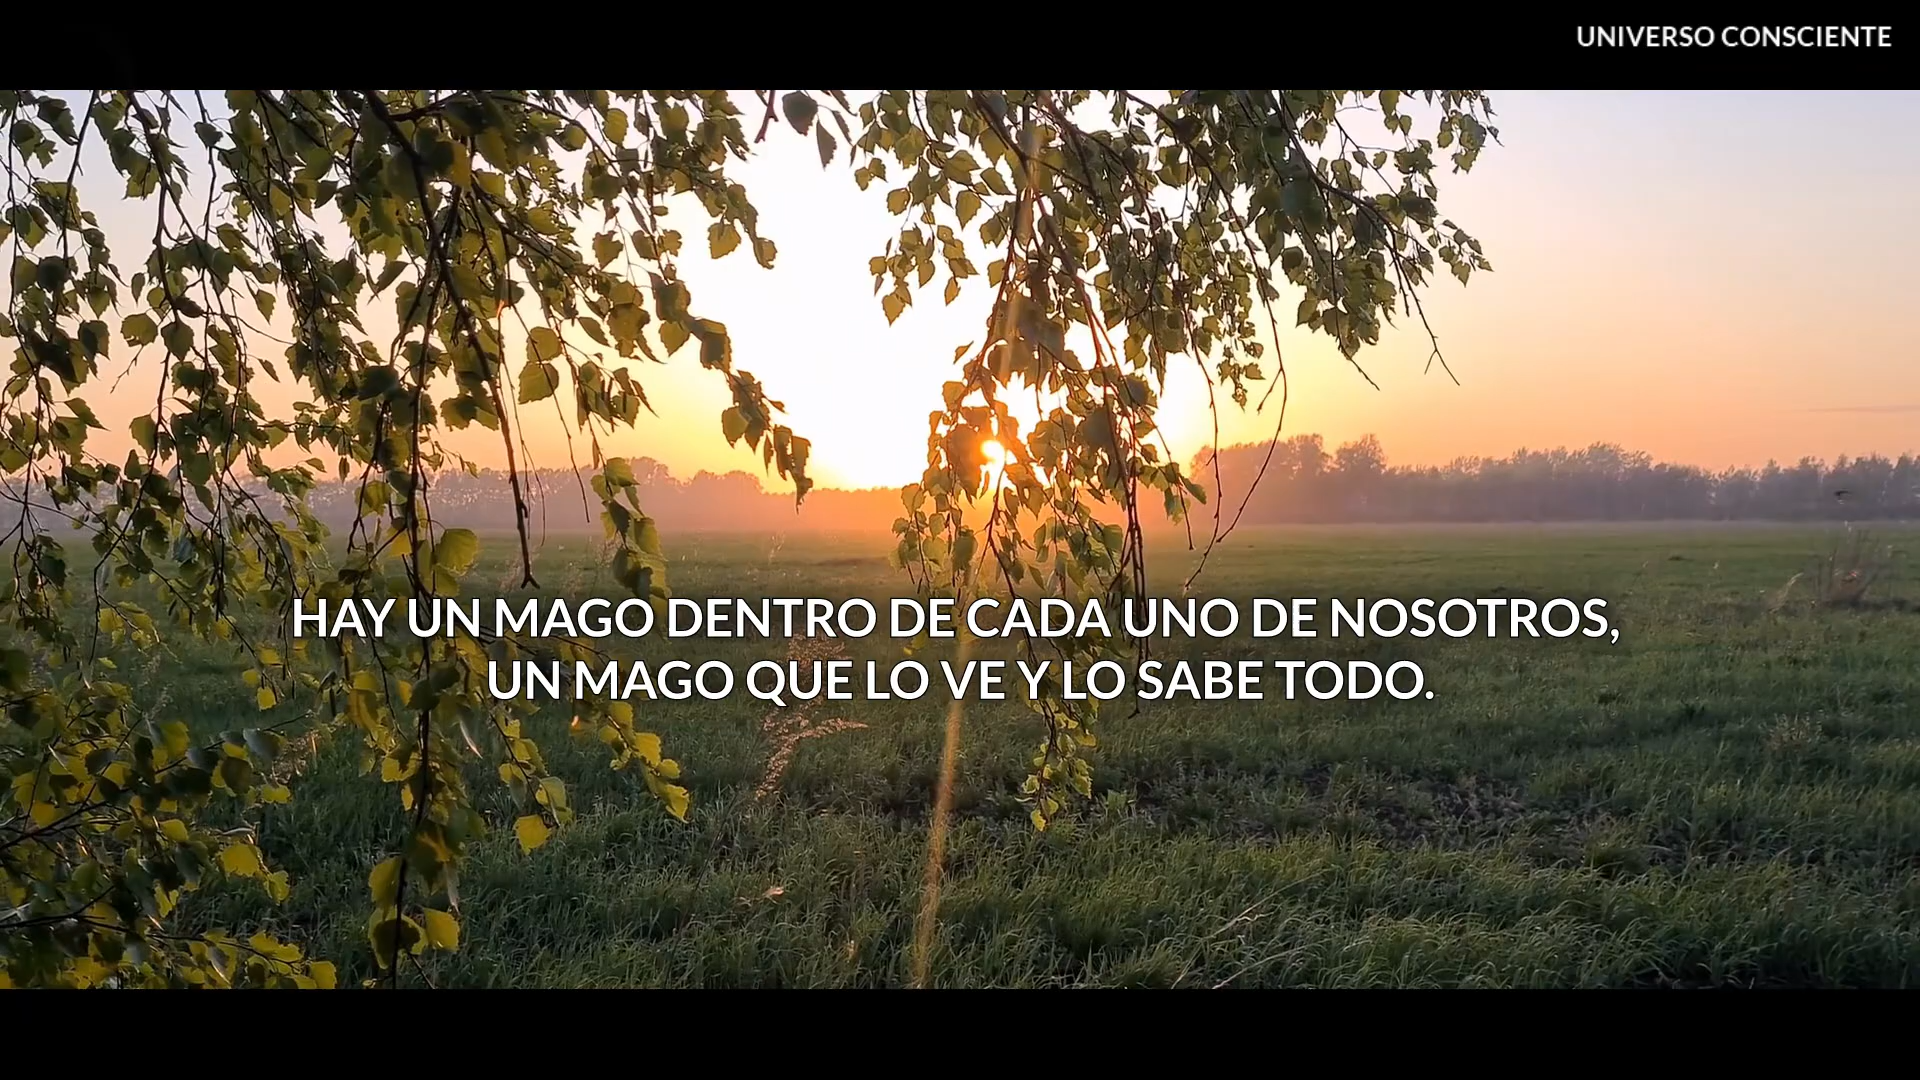 UNIVERSO CONSCIENTE
HAY UN MAGO DENTRO DE CADA UNO DE NOSOTROS,
UN MAGO QUE LO VE Y LO SABE TODO.